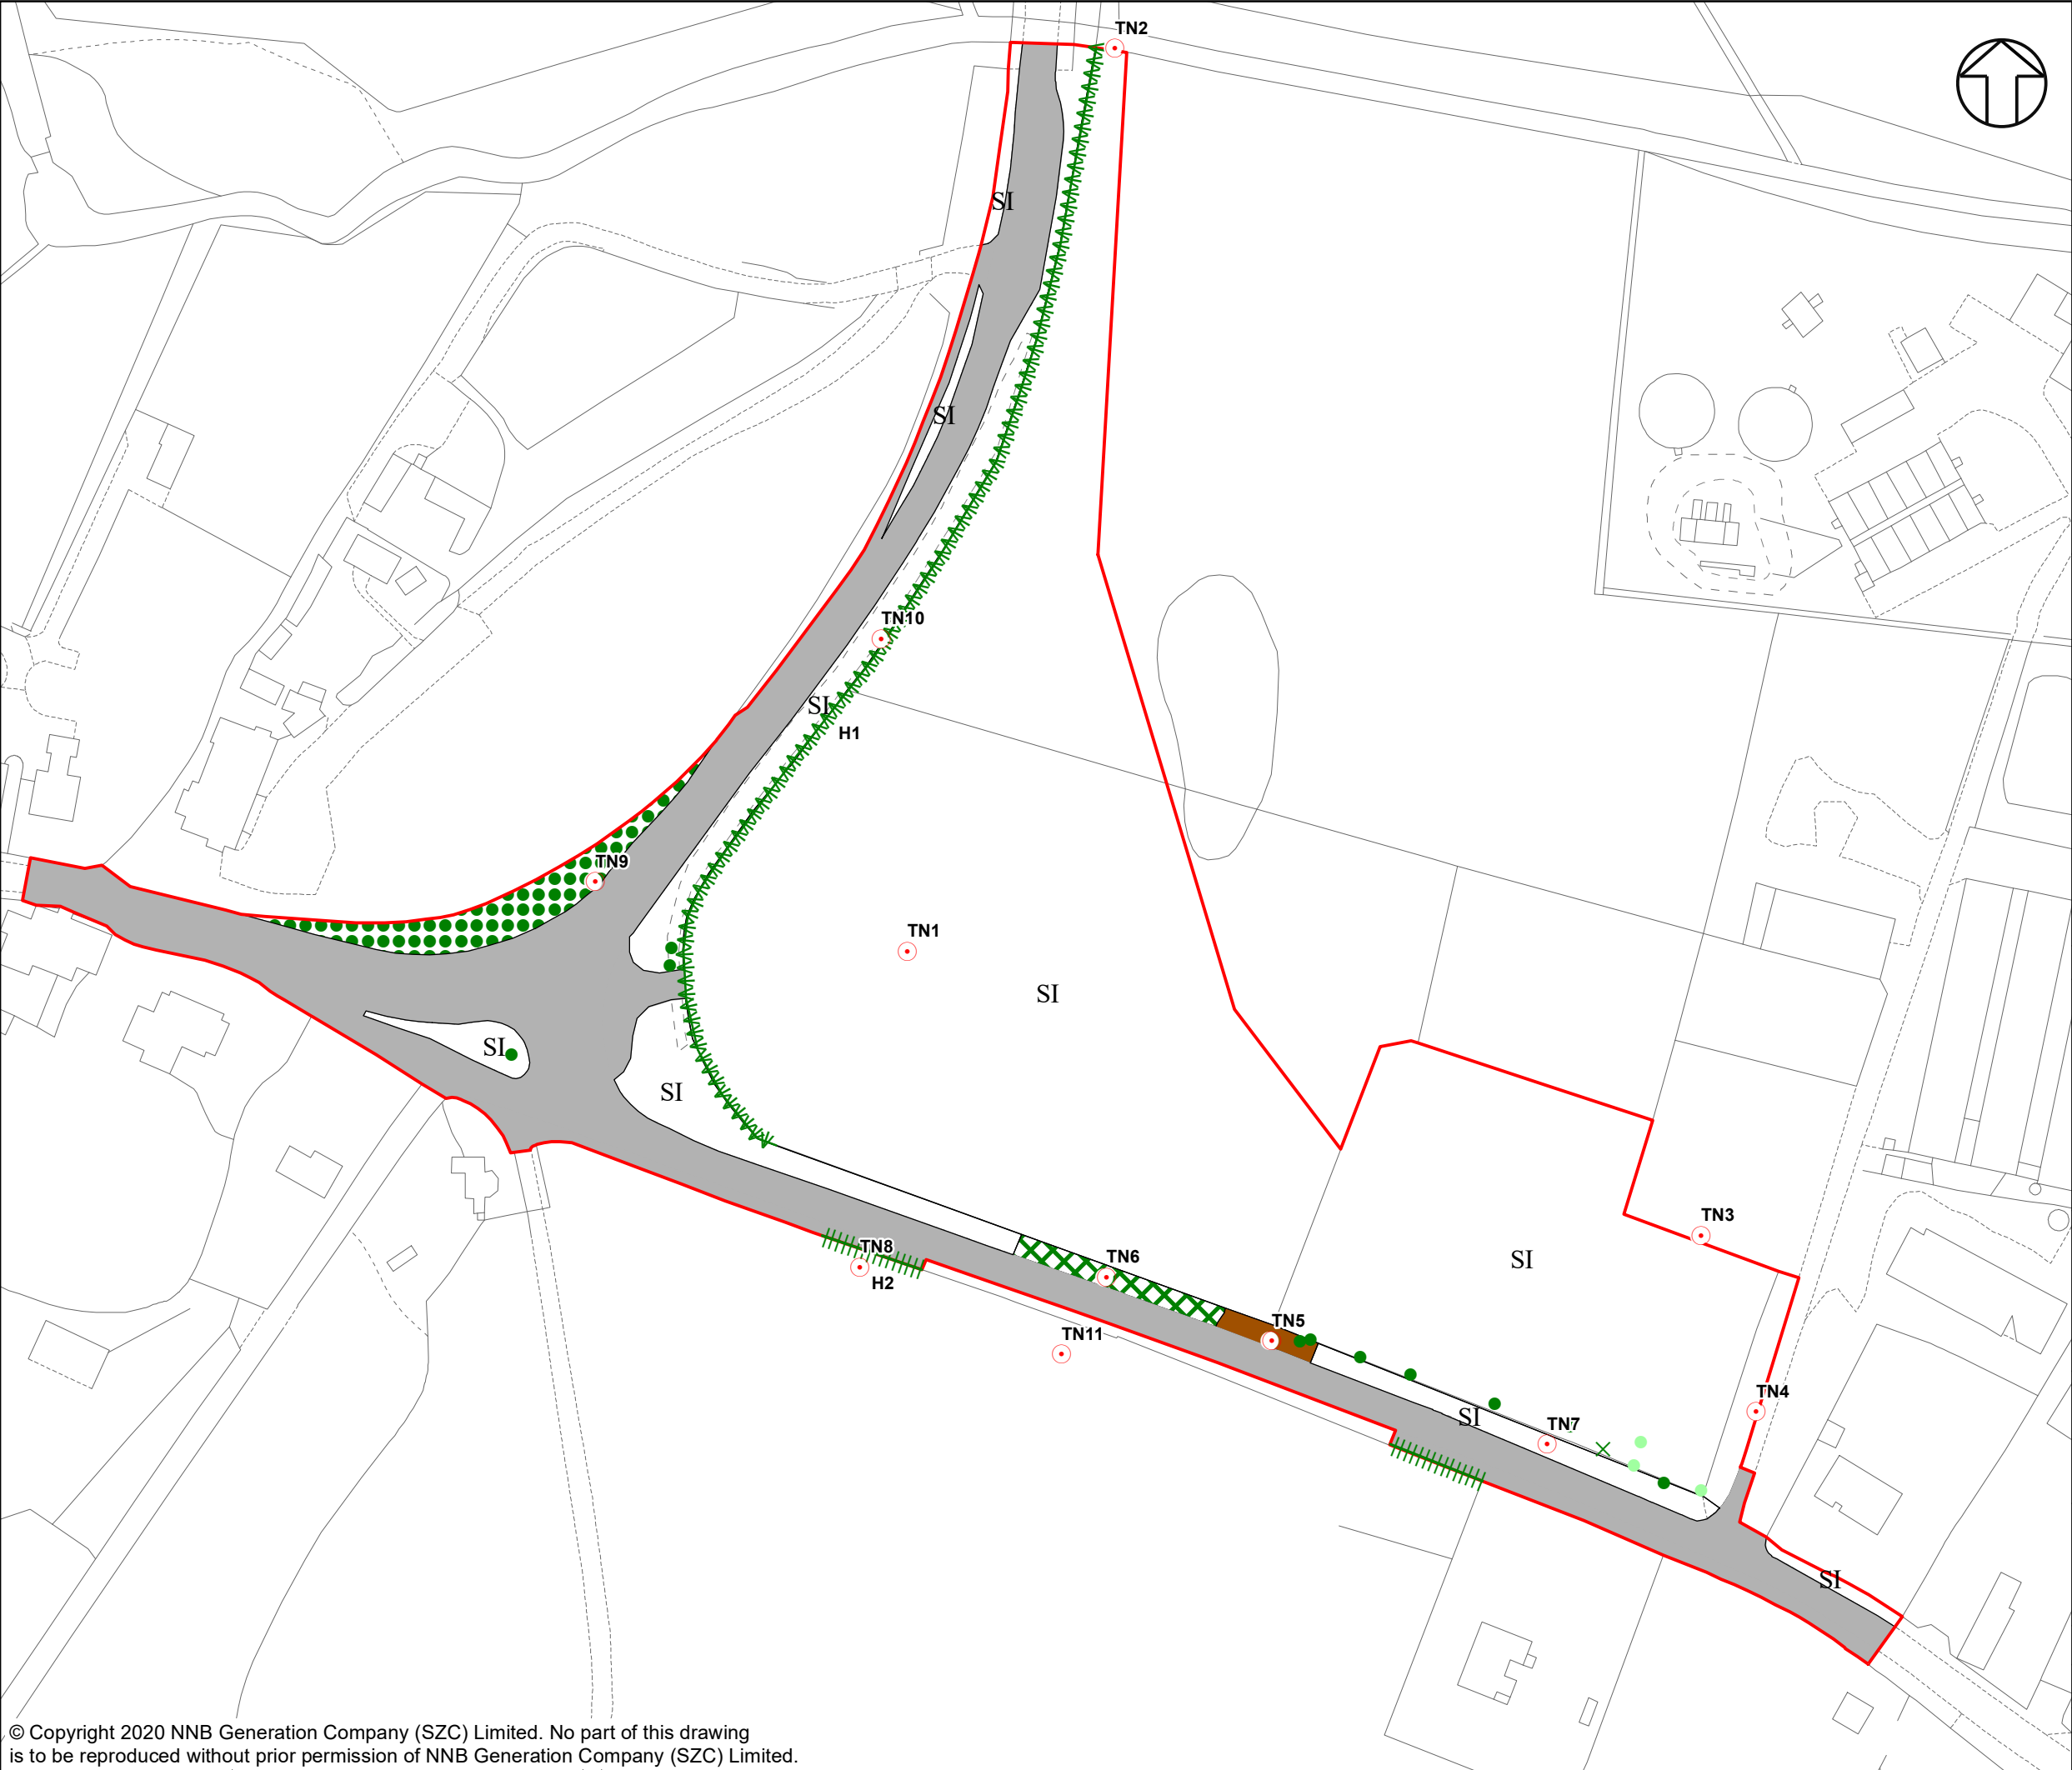 TN2
SI
SI
TN10
SI
H1
TN9
TN1
SI
SI
SI
TN3
TN8
TN6
SI
H2
TN5
TN11
TN4
SI
TN7
SI
© Copyright 2020 NNB Generation Company (SZC) Limited. No part of this drawing
is to be reproduced without prior permission of NNB Generation Company (SZC) Limited.